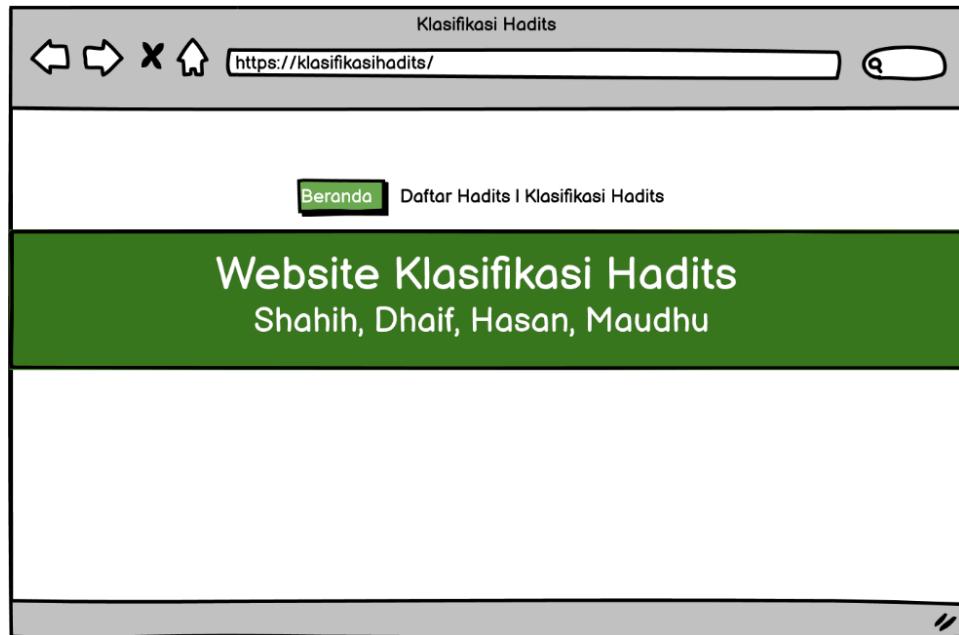 Klasifikasi Hadits
https://klasifikasihadits/
Beranda Daftar Hadits I Klasifikasi Hadits
Website Klasifikasi Hadits
Shahih, Dhaif, Hasan, Maudhu